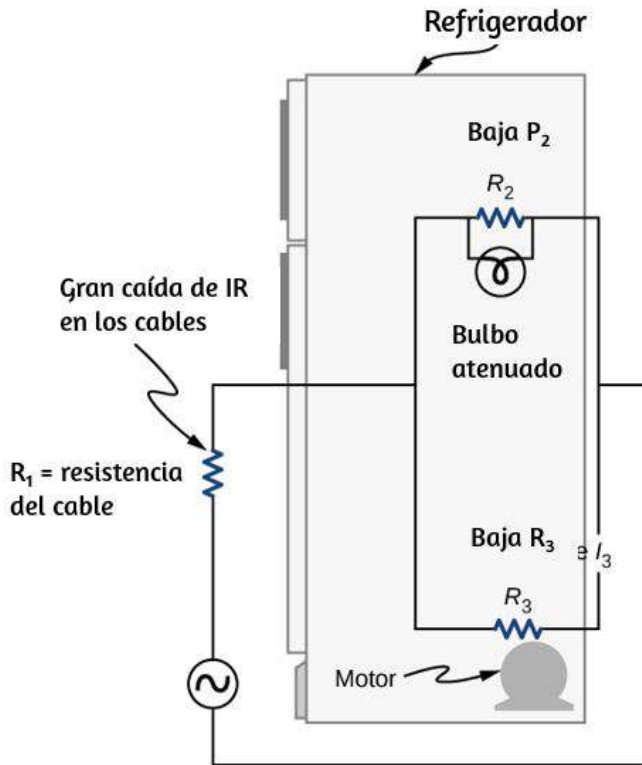 Refrigerador
Baja P₂
R₂
Gran caída de IR
en los cables
Bulbo
atenuado
R₁ = resistencia
del cable
Baja R₃
e I₃
R₃
Motor